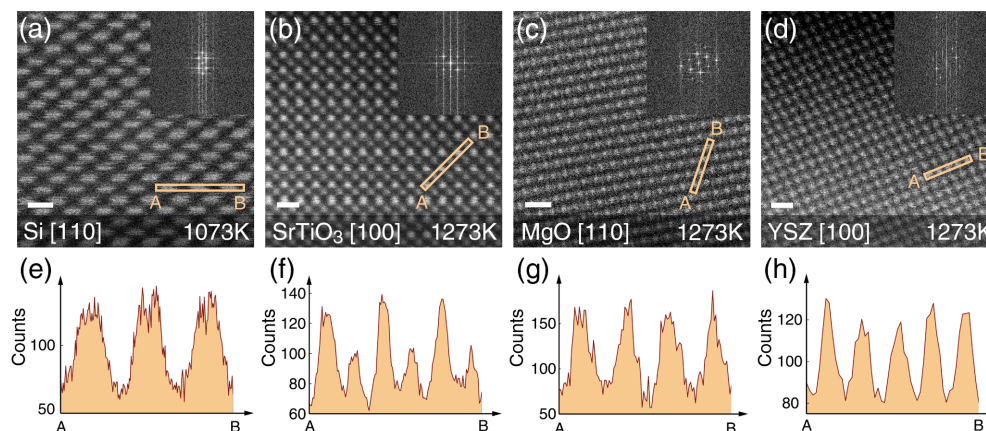 (a)
B
A
Si [110] 1073K
(b)
B
A
SrTiO₃ [100] 1273K
(c)
B
A
MgO [110] 1273K
(d)
B
A
YSZ [100] 1273K
(e)
Counts
100
50
A B
(f)
Counts
140
120
100
80
60
A B
(g)
Counts
150
100
50
A B
(h)
Counts
120
100
80
A B